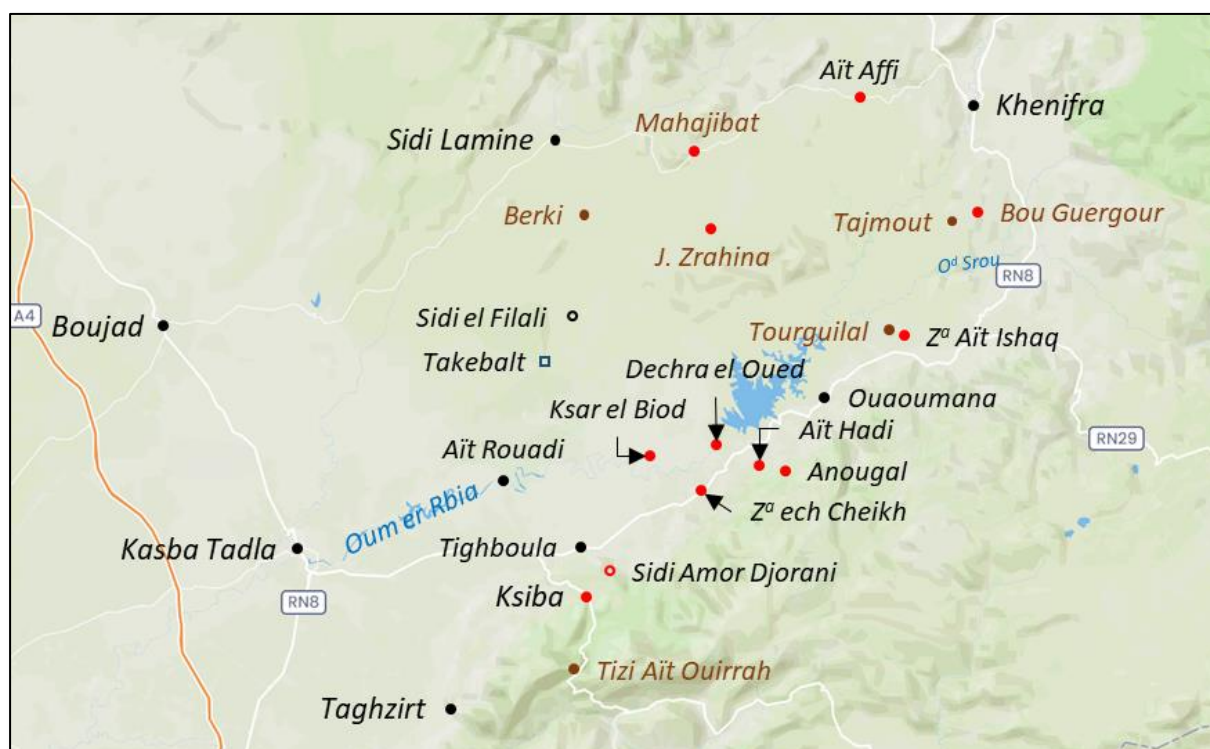 Aït Affi
Khenifra
Mahajibat
Sidi Lamine
Berki
Tajmout
Bou Guergour
J. Zrahina
Oᵈ Srou
RN8
A4
Boujad
Sidi el Filali
Tourguilal
Zᵃ Aït Ishaq
Takebalt
Dechra el Oued
Ouaoumana
Ksar el Biod
Aït Hadi
RN29
Aït Rouadi
Anougal
Oum er Rbia
Zᵃ ech Cheikh
Kasba Tadla
Tighboula
Sidi Amor Djorani
RN8
Ksiba
Tizi Aït Ouirrah
Taghzirt